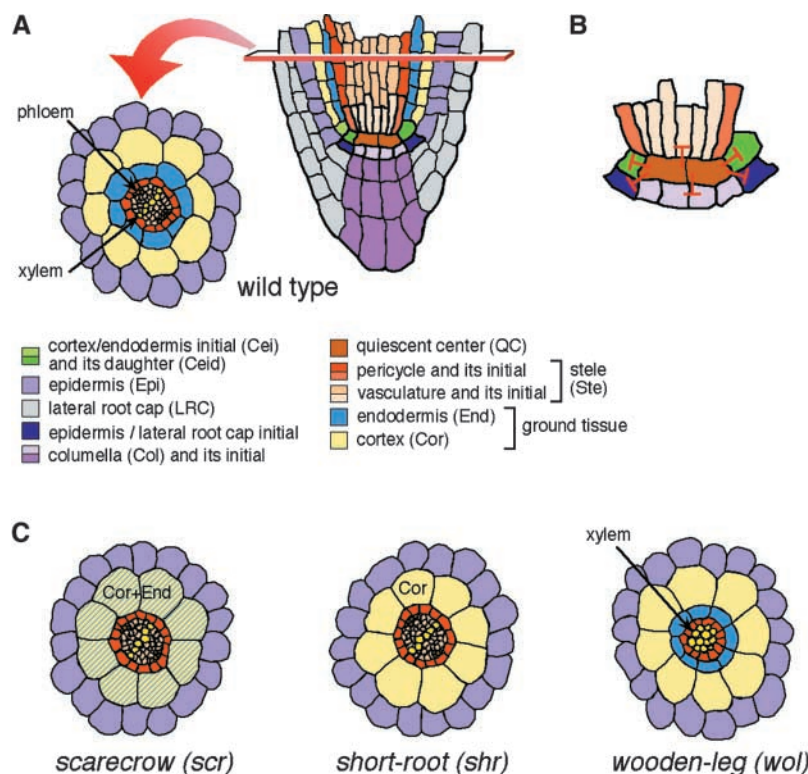 A
B
phloem
xylem
wild type
cortex/endodermis initial (Cei)
and its daughter (Ceid)
epidermis (Epi)
lateral root cap (LRC)
epidermis / lateral root cap initial
columella (Col) and its initial
quiescent center (QC)
pericycle and its initial
vasculature and its initial
stele
(Ste)
endodermis (End)
cortex (Cor)
ground tissue
C
Cor+End
Cor
xylem
scarecrow (scr)
short-root (shr)
wooden-leg (wol)